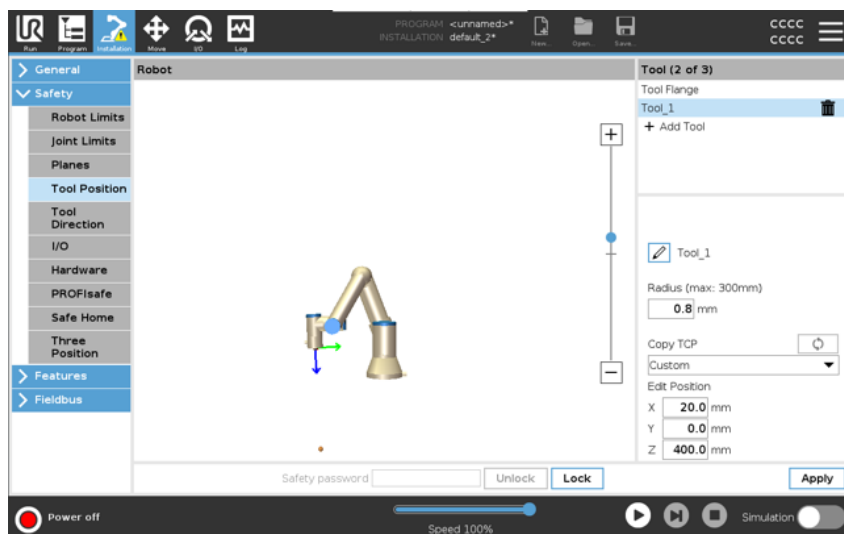 PROGRAM <unnamed>*
INSTALLATION default_2*
UR
Run
Program
Installation
Move
I/O
Log
New...
Open...
Save...
CCCC
CCCC
General
Safety
Robot Limits
Joint Limits
Planes
Tool Position
Tool
Direction
I/O
Hardware
PROFIsafe
Safe Home
Three
Position
Features
Fieldbus
Robot
Tool (2 of 3)
Tool Flange
Tool_1
+ Add Tool
Tool_1
Radius (max: 300mm)
0.8 mm
Copy TCP
Custom
Edit Position
X 20.0 mm
Y 0.0 mm
Z 400.0 mm
Safety password
Unlock
Lock
Apply
Power off
Speed 100%
Simulation